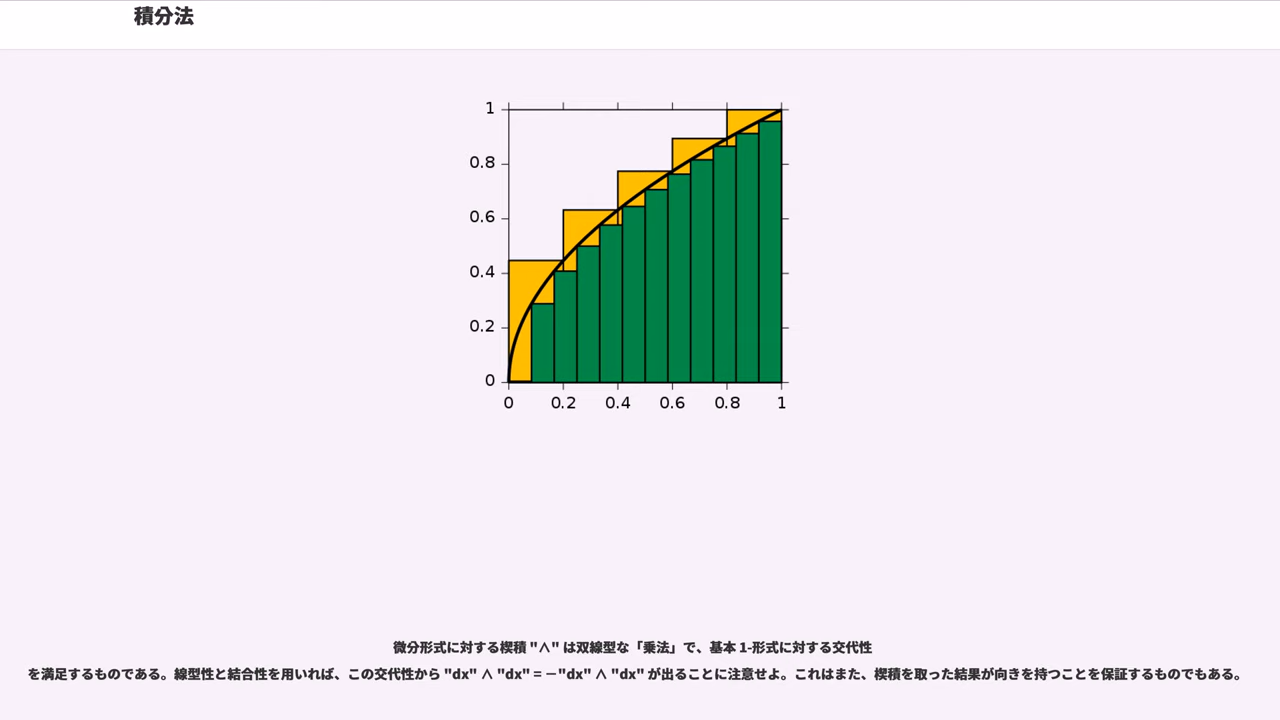 積分法
1
0.8
0.6
0.4
0.2
0
0 0.2 0.4 0.6 0.8 1
微分形式に対する楔積 "∧" は双線型な「乗法」で、基本 1-形式に対する交代性
を満足するものである。線型性と結合性を用いれば、この交代性から "dx" ∧ "dx" = −"dx" ∧ "dx" が出ることに注意せよ。これはまた、楔積を取った結果が向きを持つことを保証するものでもある。